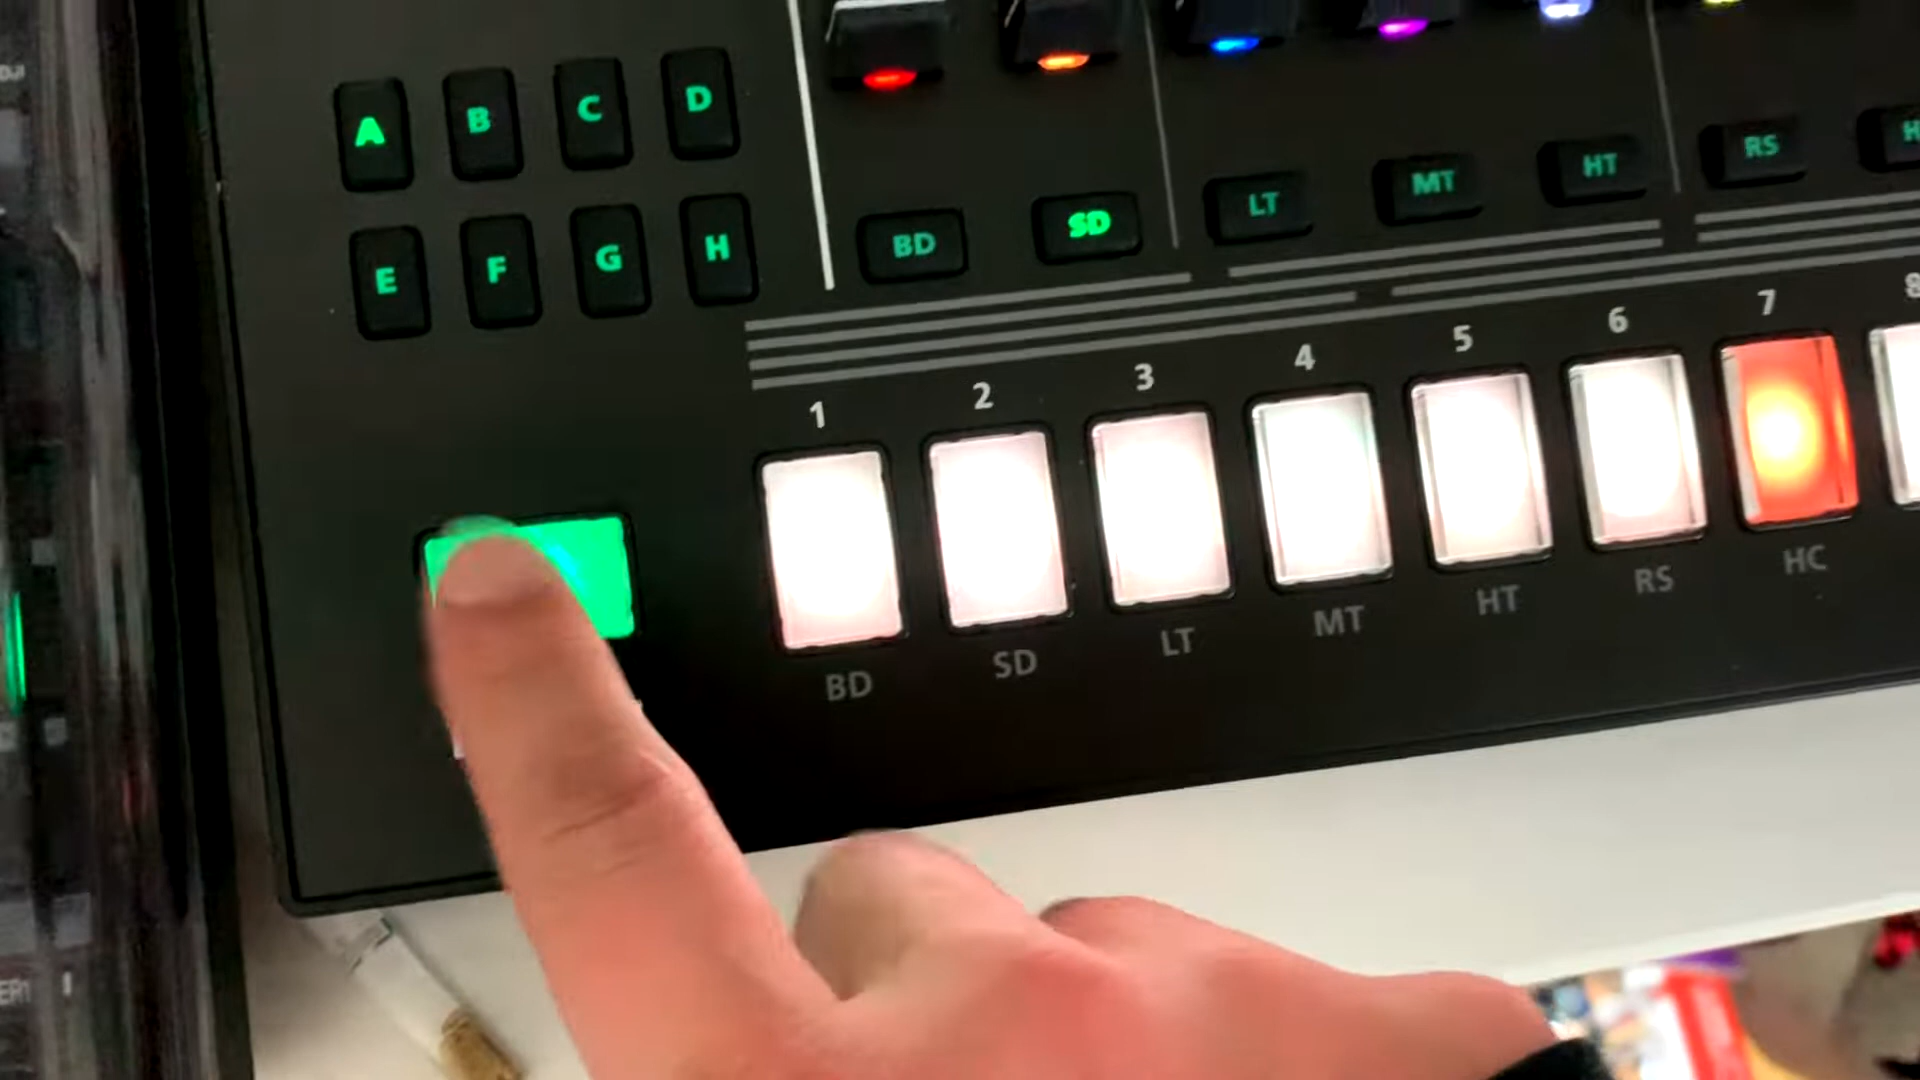 A B C D
E F G H
BD SD LT MT HT RS
1 2 3 4 5 6 7 8
BD SD LT MT HT RS HC